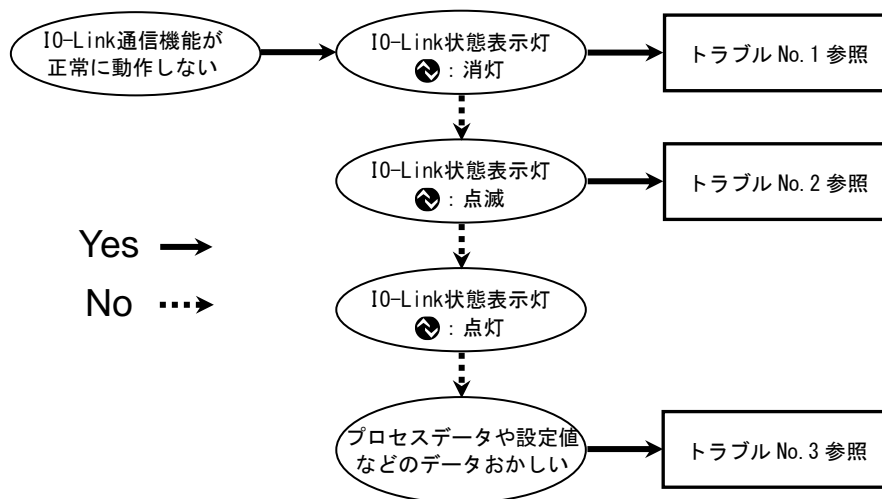 IO-Link通信機能が
正常に動作しない
IO-Link状態表示灯
：消灯
トラブル No.1 参照
IO-Link状態表示灯
：点滅
トラブル No.2 参照
Yes
No
IO-Link状態表示灯
：点灯
プロセスデータや設定値
などのデータおかしい
トラブル No.3 参照